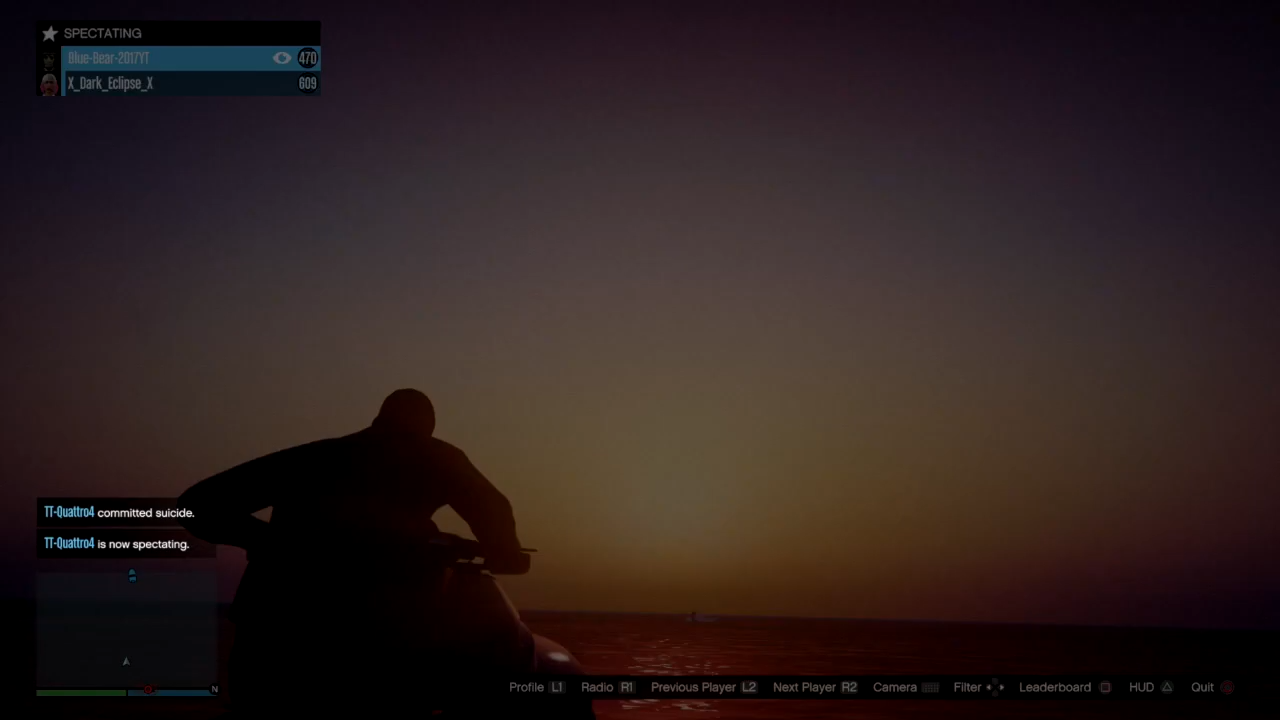 SPECTATING
Blue-Bear-2017YT 470
X_Dark_Eclipse_X 609
TT-Quattro4 committed suicide.
TT-Quattro4 is now spectating.
N
Profile L1 Radio R1 Previous Player L2 Next Player R2 Camera Filter Leaderboard HUD Quit